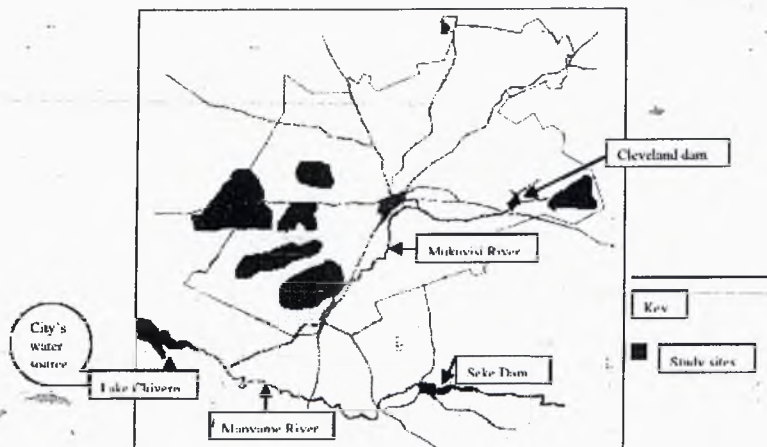 Cleveland dam
Mukuvisi River
Key
City's
water
source
Study sites
Seke Dam
Lake Chivero
Manyame River